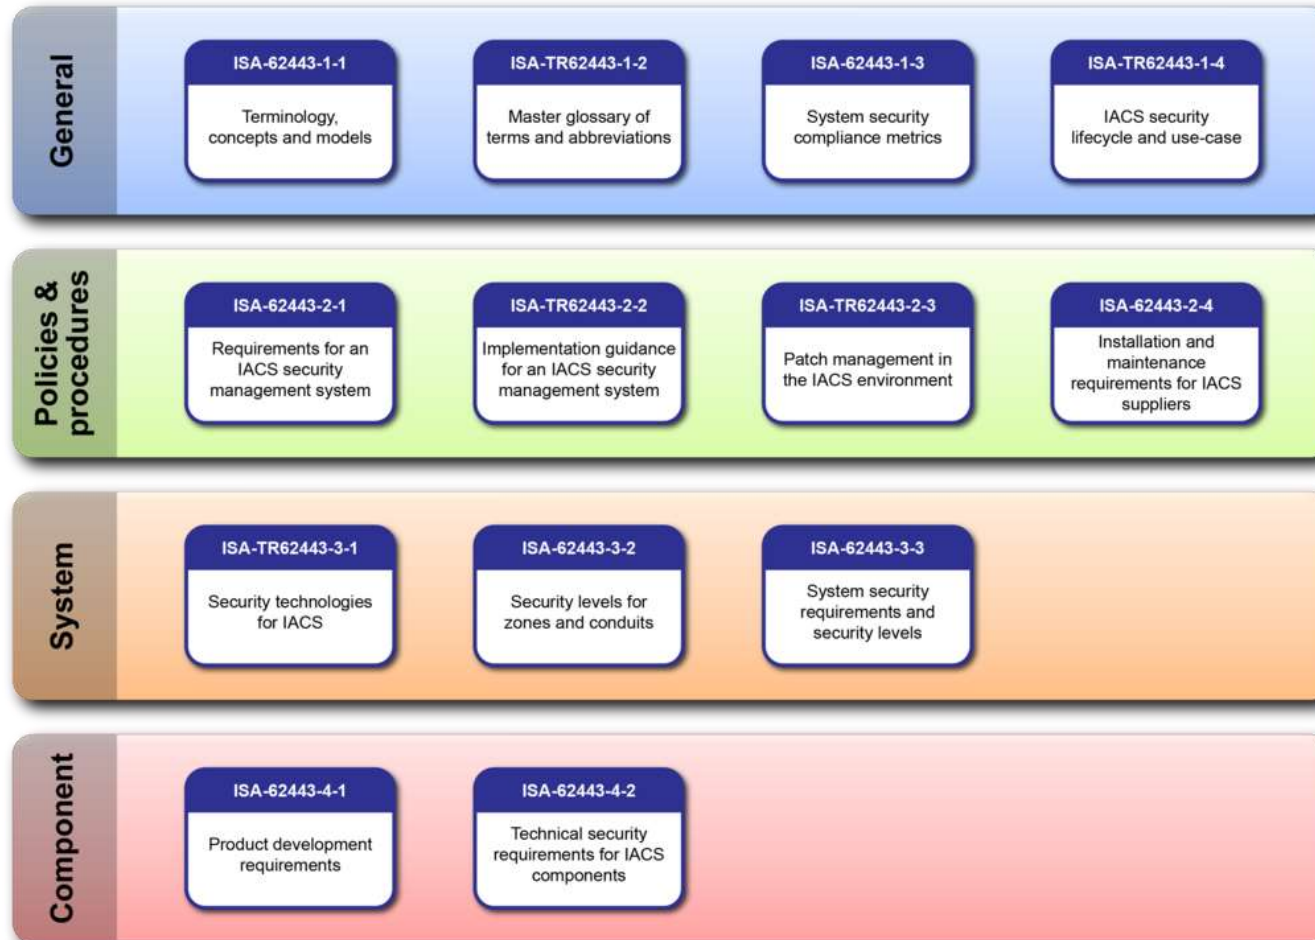 General
ISA-62443-1-1
Terminology,
concepts and models
ISA-TR62443-1-2
Master glossary of
terms and abbreviations
ISA-62443-1-3
System security
compliance metrics
ISA-TR62443-1-4
IACS security
lifecycle and use-case
Policies &
procedures
ISA-62443-2-1
Requirements for an
IACS security
management system
ISA-TR62443-2-2
Implementation guidance
for an IACS security
management system
ISA-TR62443-2-3
Patch management in
the IACS environment
ISA-62443-2-4
Installation and
maintenance
requirements for IACS
suppliers
System
ISA-TR62443-3-1
Security technologies
for IACS
ISA-62443-3-2
Security levels for
zones and conduits
ISA-62443-3-3
System security
requirements and
security levels
Component
ISA-62443-4-1
Product development
requirements
ISA-62443-4-2
Technical security
requirements for IACS
components